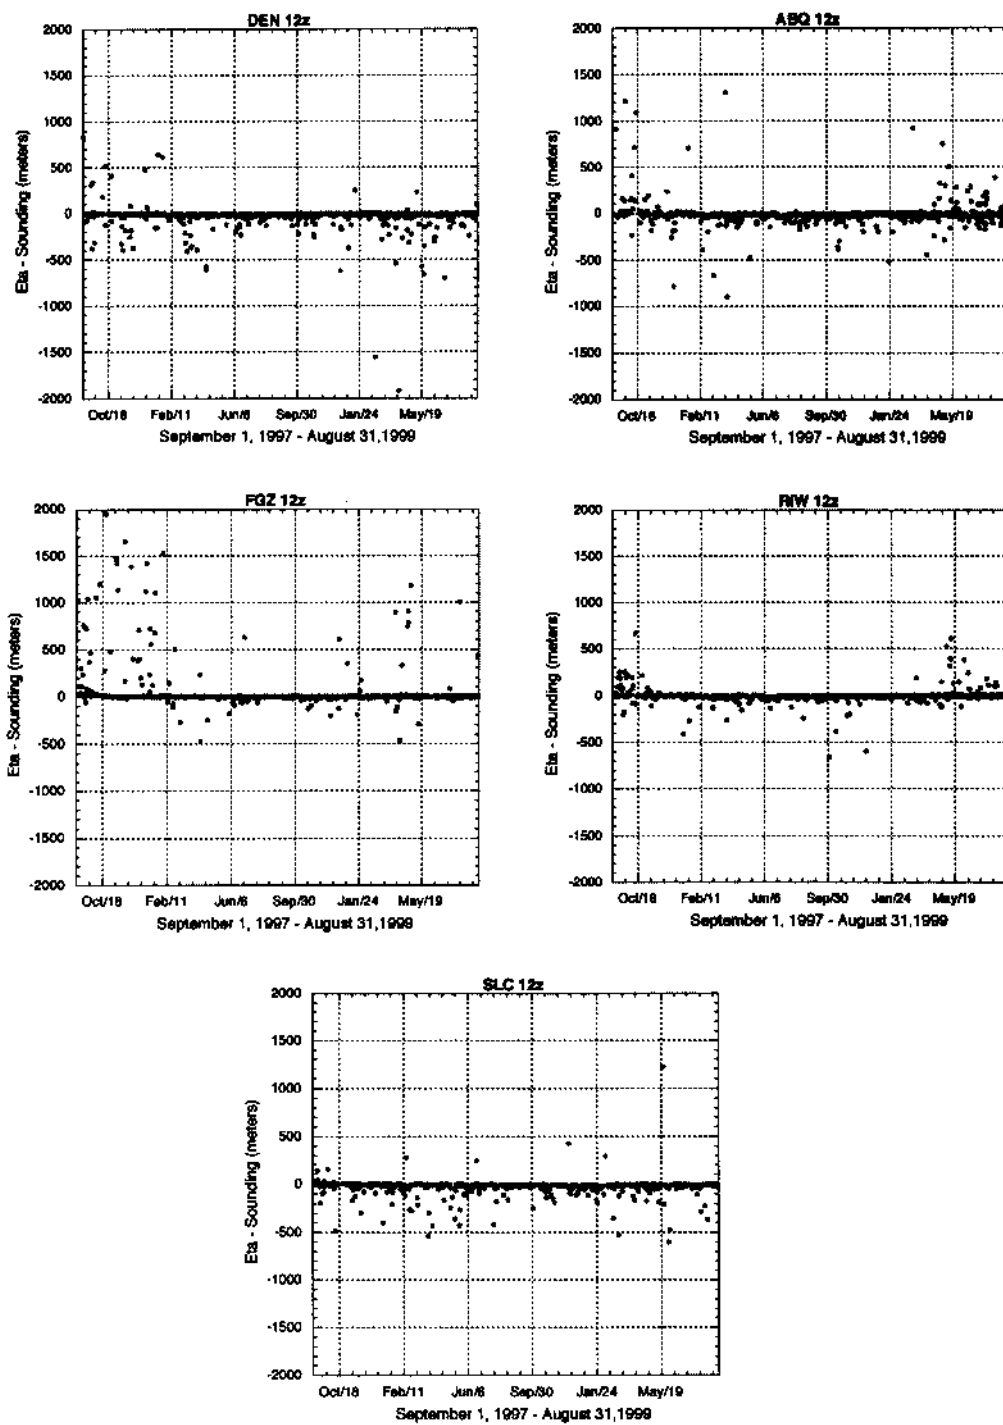 DEN 12z
2000
1500
1000
500
0
-500
-1000
-1500
-2000
Eta - Sounding (meters)
Oct/18 Feb/11 Jun/6 Sep/30 Jan/24 May/19
September 1, 1997 - August 31,1999
ABQ 12z
2000
1500
1000
500
0
-500
-1000
-1500
-2000
Eta - Sounding (meters)
Oct/18 Feb/11 Jun/6 Sep/30 Jan/24 May/19
September 1, 1997 - August 31,1999
FGZ 12z
2000
1500
1000
500
0
-500
-1000
-1500
-2000
Eta - Sounding (meters)
Oct/18 Feb/11 Jun/6 Sep/30 Jan/24 May/19
September 1, 1997 - August 31,1999
RIW 12z
2000
1500
1000
500
0
-500
-1000
-1500
-2000
Eta - Sounding (meters)
Oct/18 Feb/11 Jun/6 Sep/30 Jan/24 May/19
September 1, 1997 - August 31,1999
SLC 12z
2000
1500
1000
500
0
-500
-1000
-1500
-2000
Eta - Sounding (meters)
Oct/18 Feb/11 Jun/6 Sep/30 Jan/24 May/19
September 1, 1997 - August 31,1999